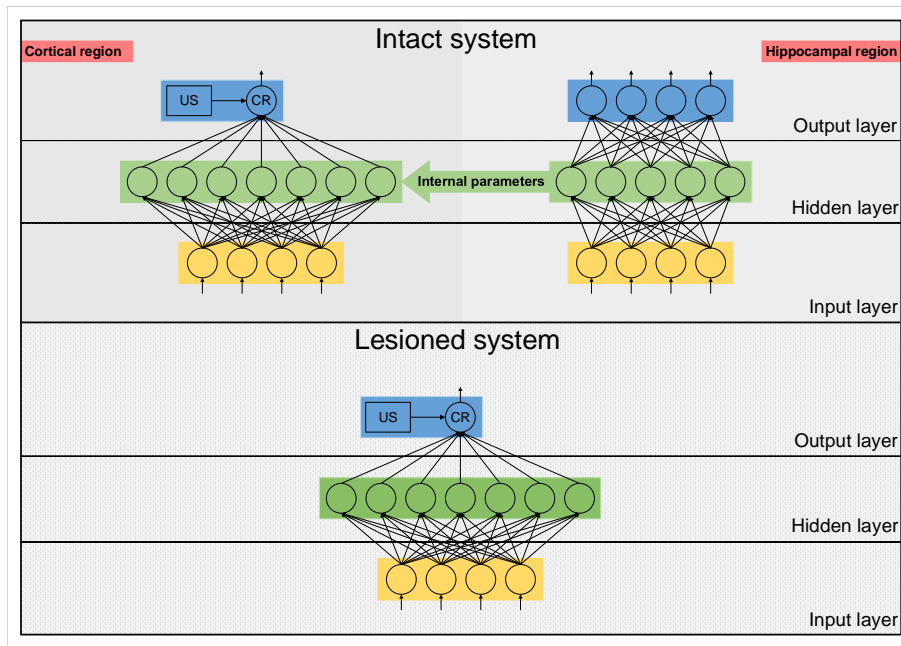 Intact system
Cortical region
Hippocampal region
US
CR
Output layer
Internal parameters
Hidden layer
Input layer
Lesioned system
US
CR
Output layer
Hidden layer
Input layer